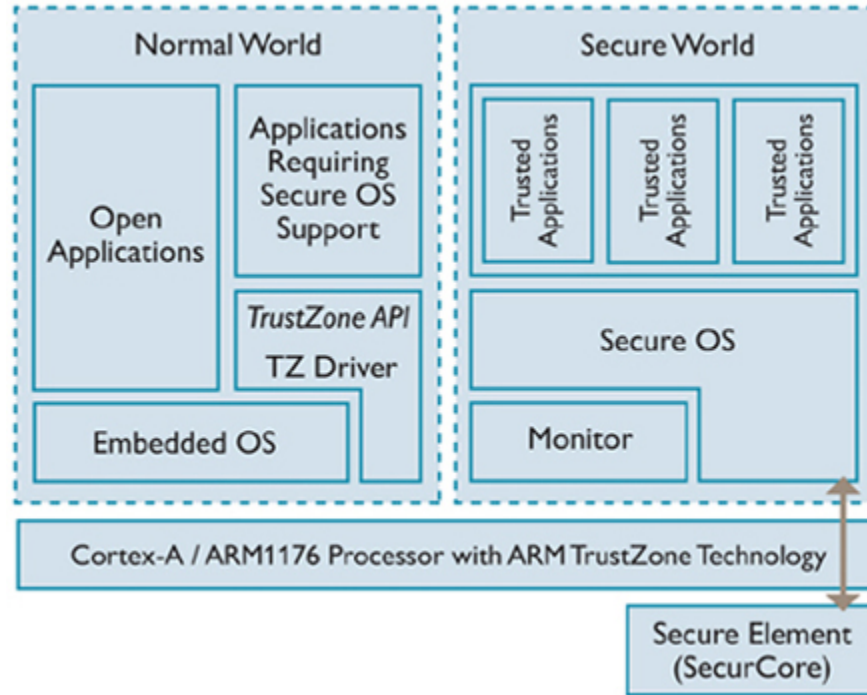 Normal World
Open
Applications
Applications
Requiring
Secure OS
Support
TrustZone API
TZ Driver
Embedded OS
Secure World
Trusted
Applications
Trusted
Applications
Trusted
Applications
Secure OS
Monitor
Cortex-A / ARM1176 Processor with ARM TrustZone Technology
Secure Element
(SecurCore)